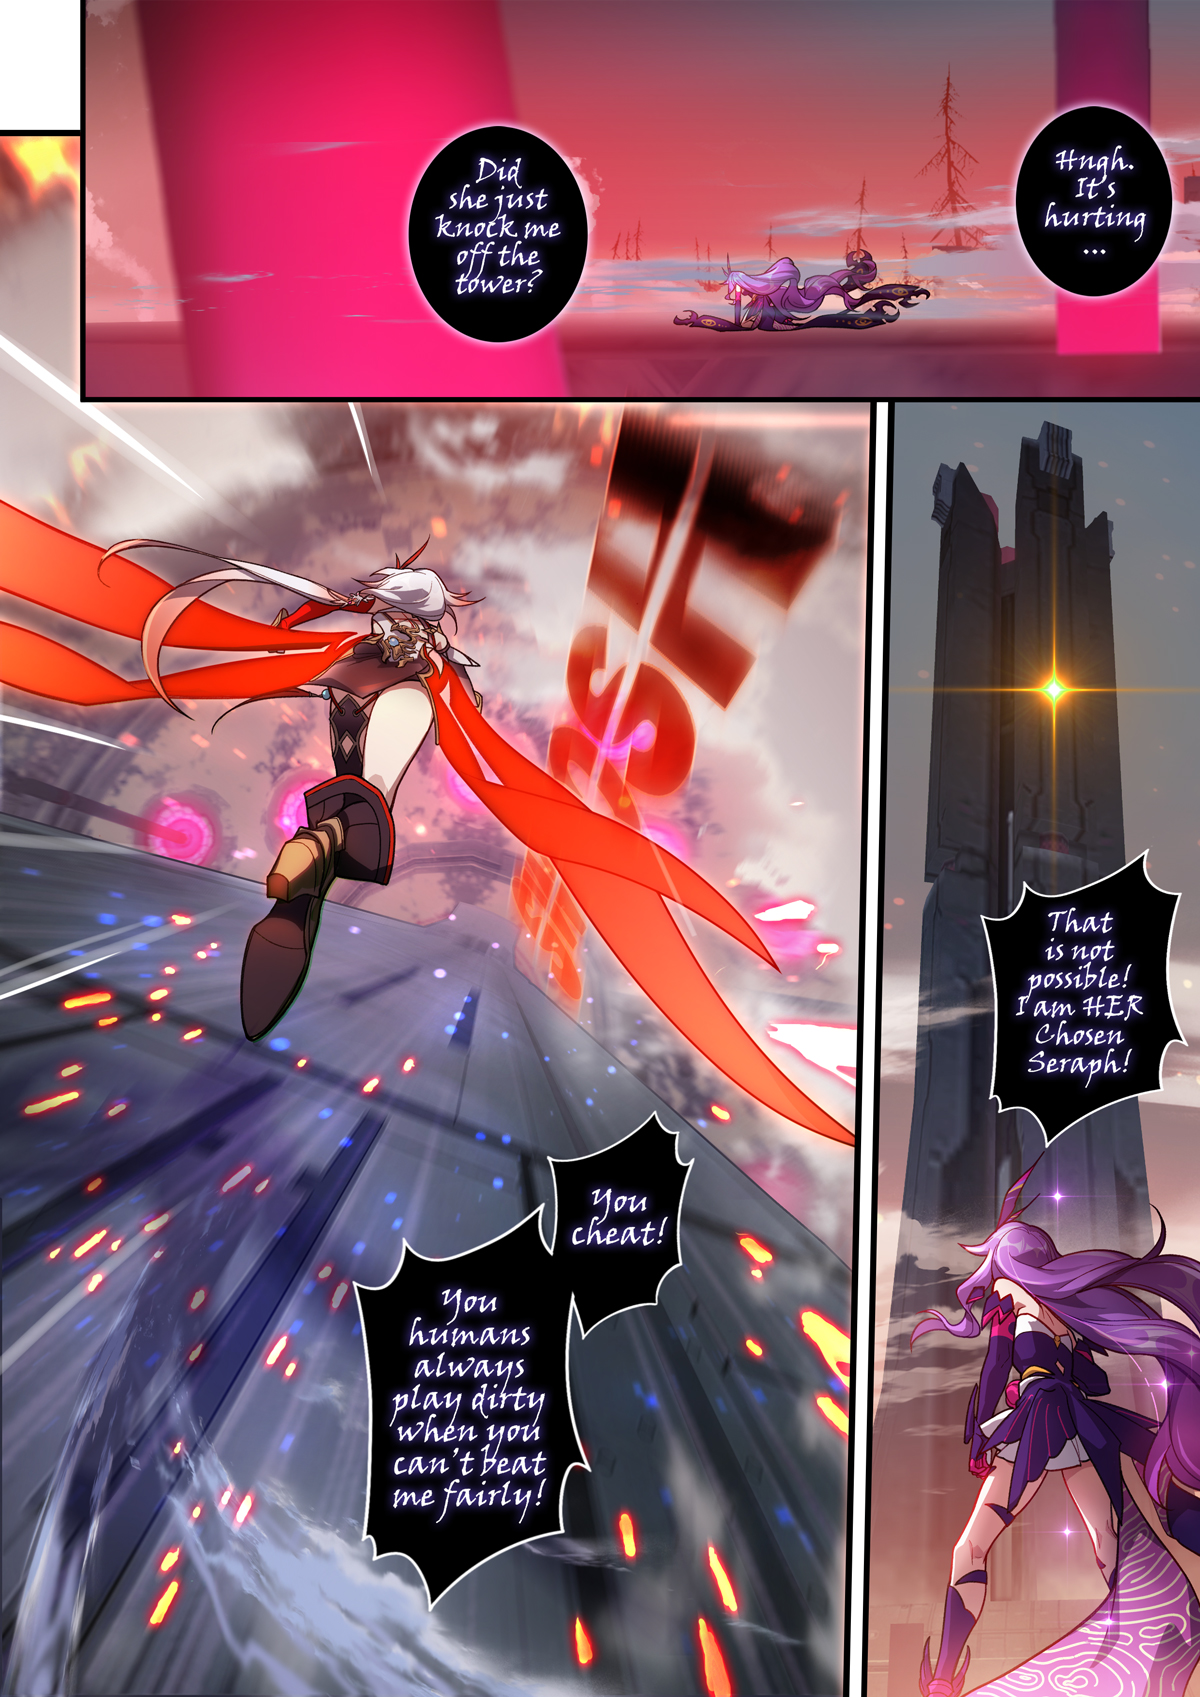 Hngh.
It's
hurting
...
Did
she just
knock me
off the
tower?
That
is not
possible!
I am HER
Chosen
Seraph!
You
cheat!
You
humans
always
play dirty
when you
can't beat
me fairly!